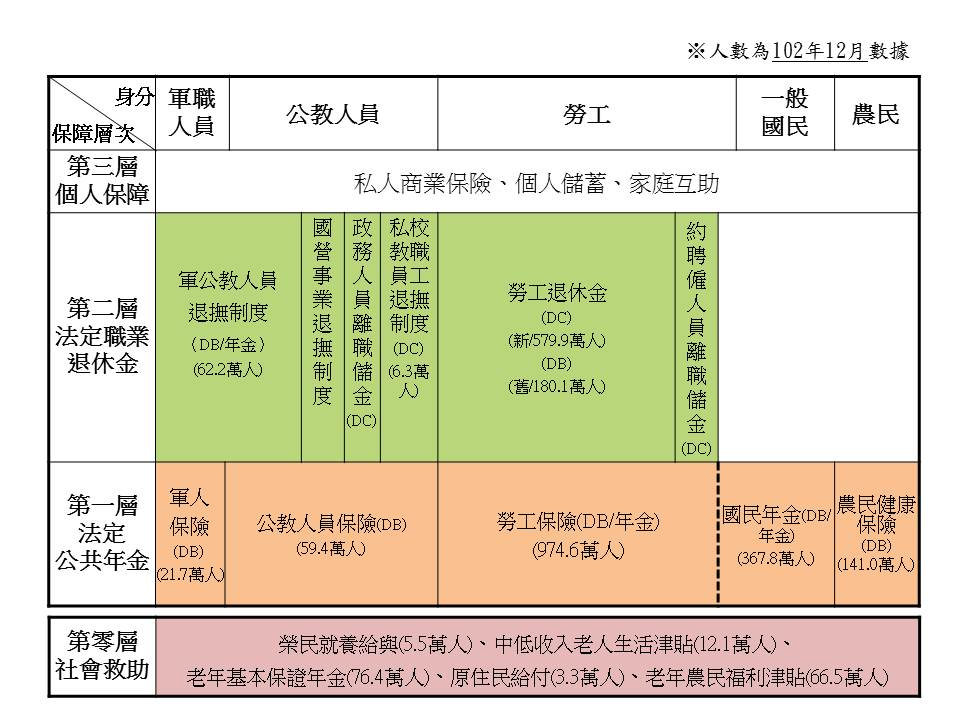 ※人數為102年12月數據
身分
保障層次
軍職
人員
公教人員
勞工
一般
國民
農民
第三層
個人保障
私人商業保險、個人儲蓄、家庭互助
第二層
法定職業
退休金
軍公教人員
退撫制度
（DB/年金）
(62.2萬人)
國營事業退撫制度
政務人員離職儲金
(DC)
私校
教職
員工
退撫
制度
(DC)
(6.3萬
人)
勞工退休金
(DC)
(新/579.9萬人)
(DB)
(舊/180.1萬人)
約聘僱人員離職儲金
(DC)
第一層
法定
公共年金
軍人
保險
(DB)
(21.7萬人)
公教人員保險(DB)
(59.4萬人)
勞工保險(DB/年金)
(974.6萬人)
國民年金(DB/
年金)
(367.8萬人)
農民健康
保險
(DB)
(141.0萬人)
第零層
社會救助
榮民就養給與(5.5萬人)、中低收入老人生活津貼(12.1萬人)、
老年基本保證年金(76.4萬人)、原住民給付(3.3萬人)、老年農民福利津貼(66.5萬人)